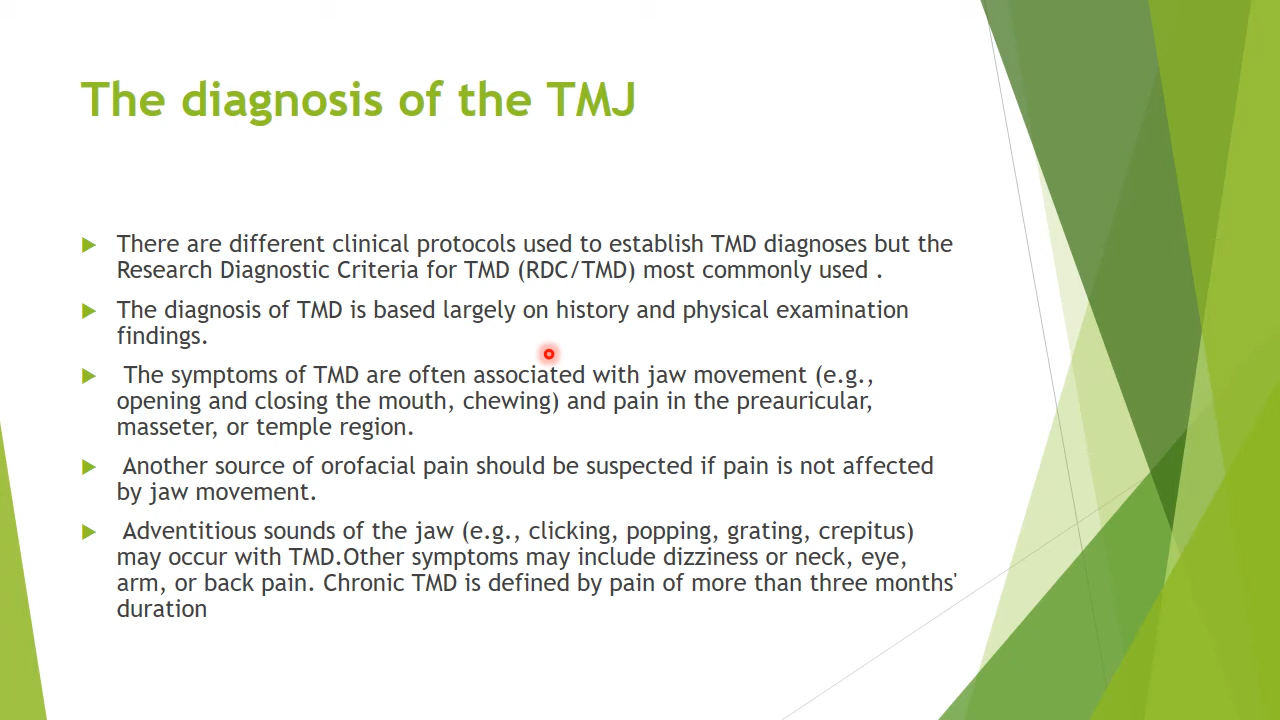 The diagnosis of the TMJ
There are different clinical protocols used to establish TMD diagnoses but the
Research Diagnostic Criteria for TMD (RDC/TMD) most commonly used .
The diagnosis of TMD is based largely on history and physical examination
findings.
The symptoms of TMD are often associated with jaw movement (e.g.,
opening and closing the mouth, chewing) and pain in the preauricular,
masseter, or temple region.
Another source of orofacial pain should be suspected if pain is not affected
by jaw movement.
Adventitious sounds of the jaw (e.g., clicking, popping, grating, crepitus)
may occur with TMD.Other symptoms may include dizziness or neck, eye,
arm, or back pain. Chronic TMD is defined by pain of more than three months'
duration